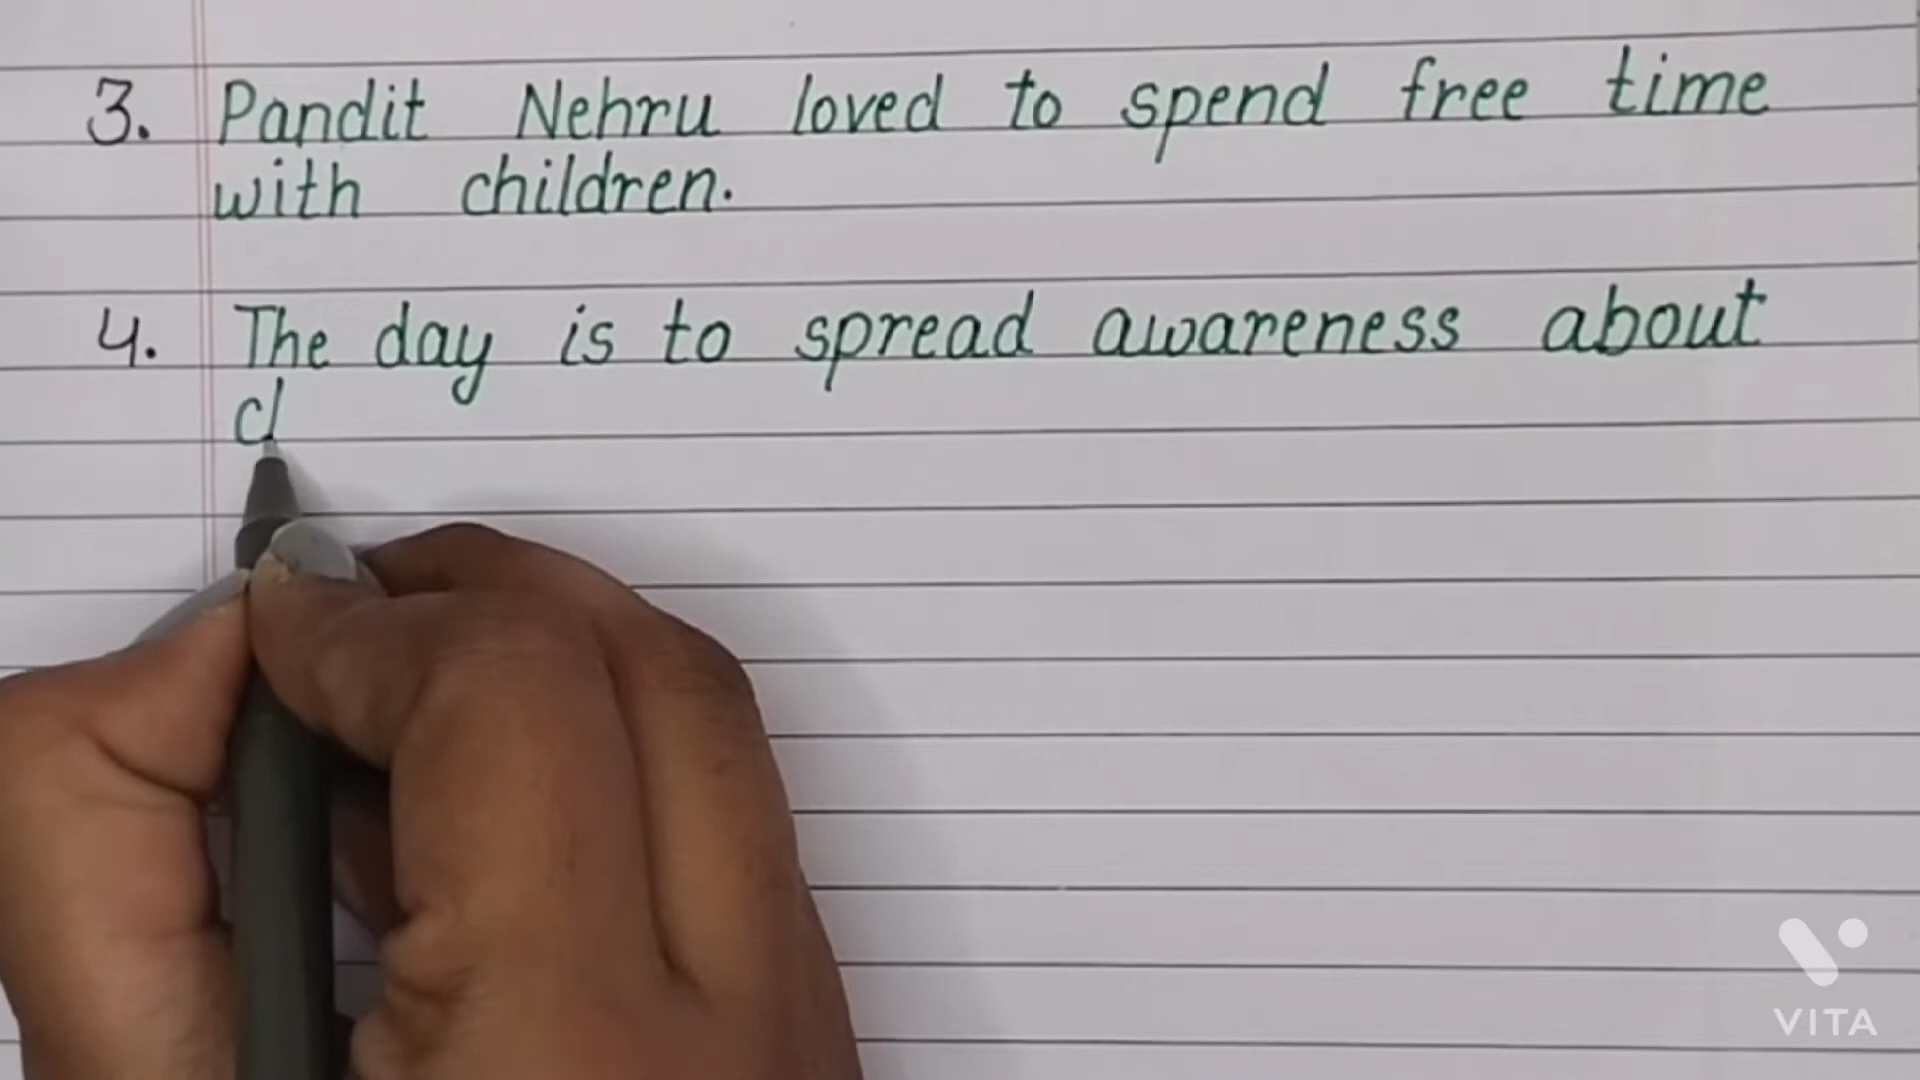 3. Pandit Nehru loved to spend free time
with children.
4. The day is to spread awareness about
VITA